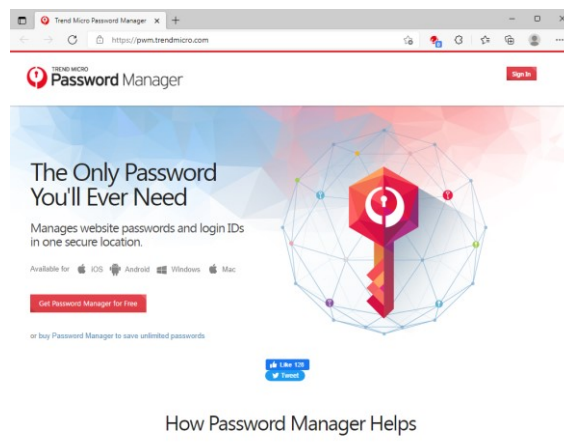 Trend Micro Password Manager
https://pwm.trendmicro.com
TREND MICRO
Password Manager
Sign In
The Only Password
You'll Ever Need
Manages website passwords and login IDs
in one secure location.
Available for iOS Android Windows Mac
Get Password Manager for Free
or buy Password Manager to save unlimited passwords
Like 12K
Tweet
How Password Manager Helps